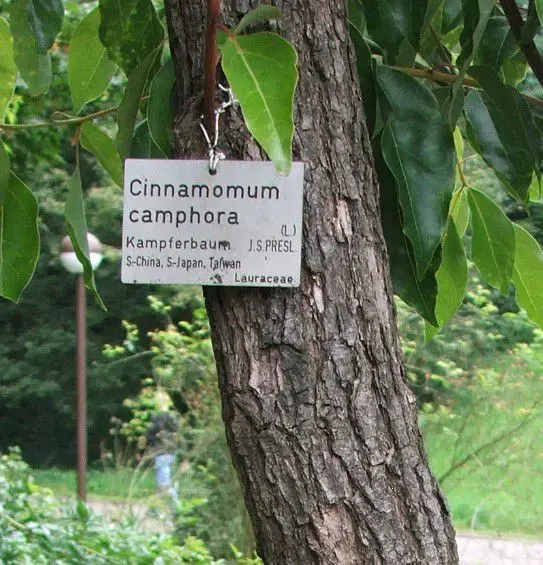 Cinnamomum
camphora (L.)
Kampferbaum J.S.PRESL
S-China, S-Japan, Taiwan
Lauraceae